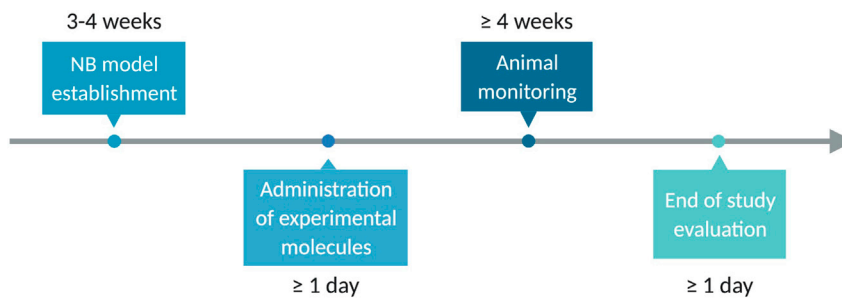 3-4 weeks
NB model
establishment
Administration
of experimental
molecules
≥ 1 day
≥ 4 weeks
Animal
monitoring
End of study
evaluation
≥ 1 day